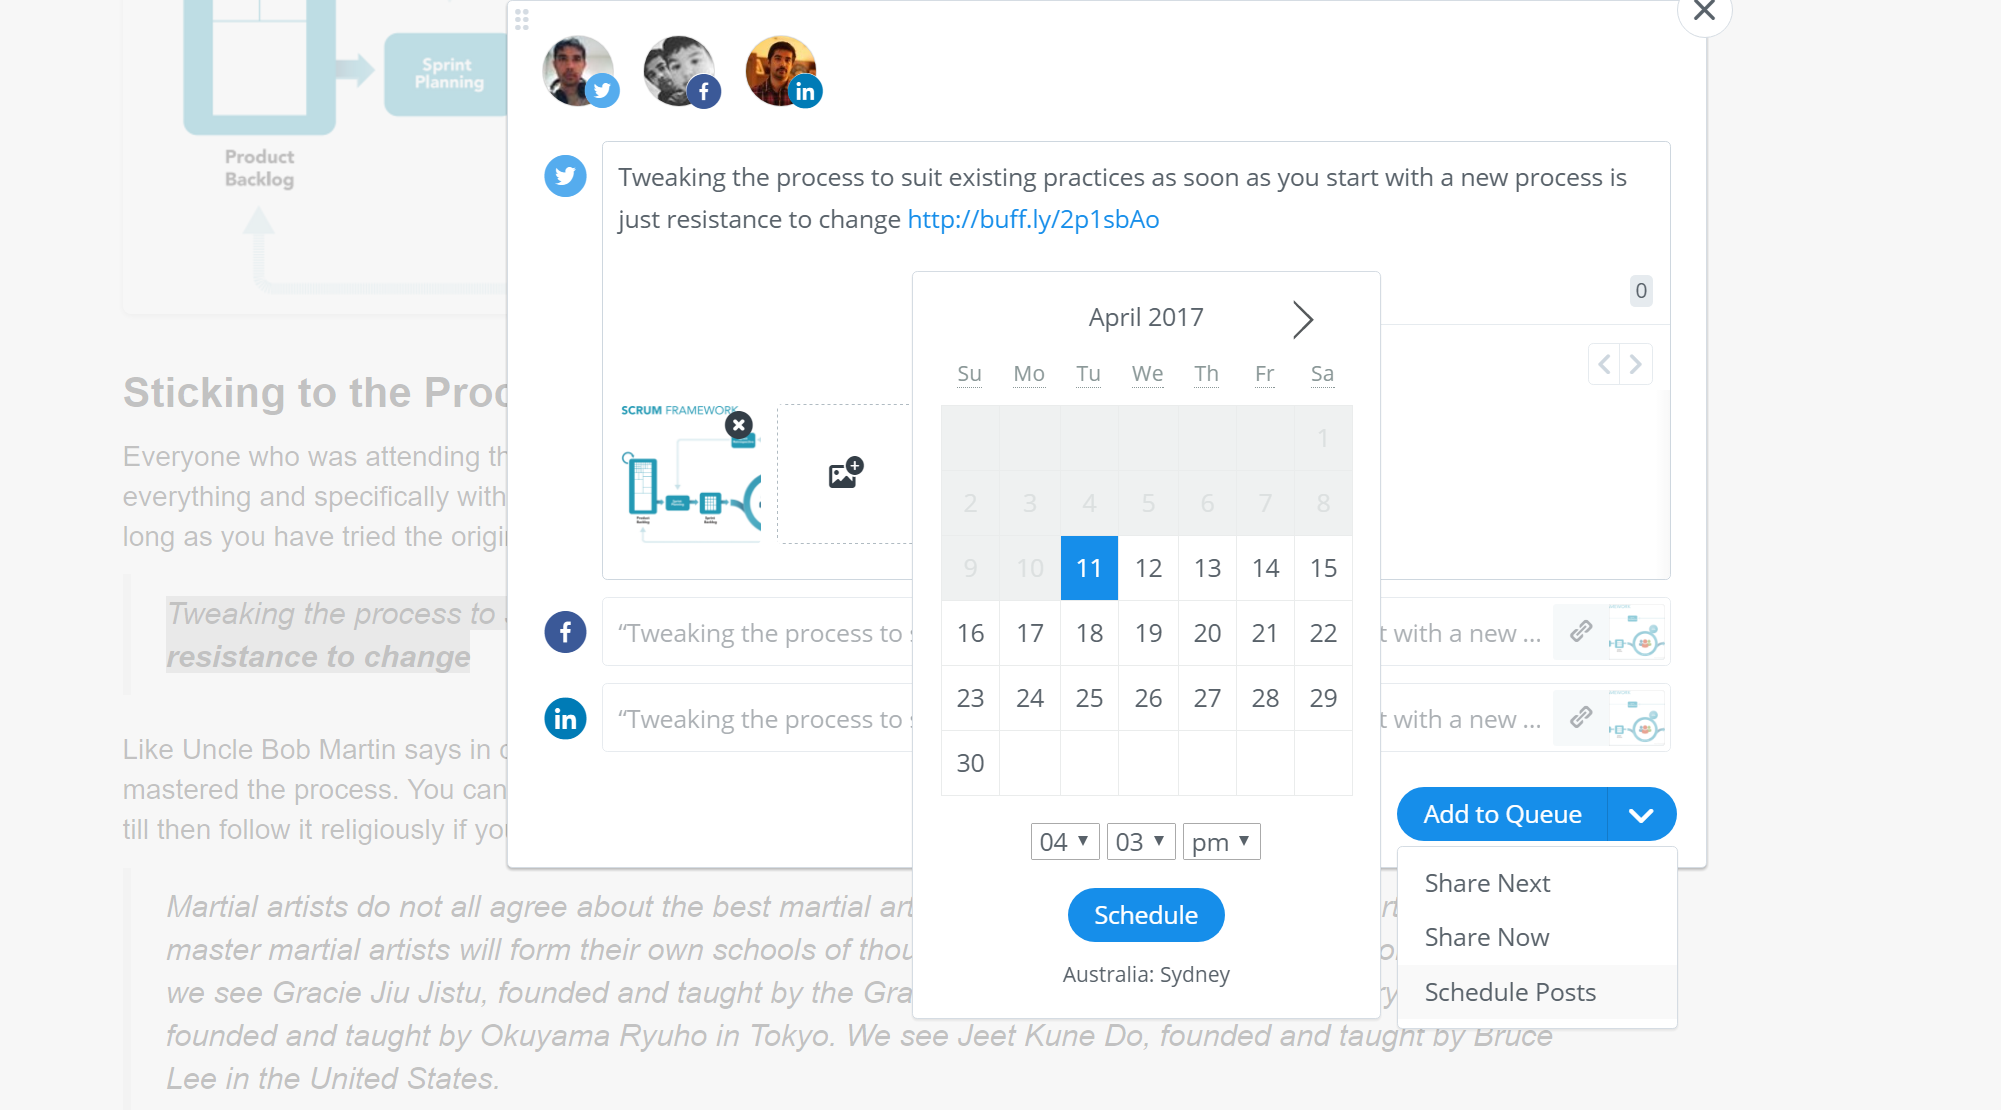 Sprint
Planning
Product
Backlog
Sticking to the Proc
Everyone who was attending th
everything and specifically with
long as you have tried the origi
Tweaking the process to
resistance to change
Like Uncle Bob Martin says in
mastered the process. You can
till then follow it religiously if yo
Martial artists do not all agree about the best martial art
master martial artists will form their own schools of thou
we see Gracie Jiu Jistu, founded and taught by the Gra
founded and taught by Okuyama Ryuho in Tokyo. We see Jeet Kune Do, founded and taught by Bruce
Lee in the United States.
f
in
Tweaking the process to suit existing practices as soon as you start with a new process is
just resistance to change http://buff.ly/2p1sbAo
0
SCRUM FRAMEWORK
Product
Backlog
Sprint
Backlog
f
“Tweaking the process to
t with a new ...
in
“Tweaking the process to
t with a new ...
April 2017
Su Mo Tu We Th Fr Sa
1
2 3 4 5 6 7 8
9 10 11 12 13 14 15
16 17 18 19 20 21 22
23 24 25 26 27 28 29
30
04 03 pm
Schedule
Australia: Sydney
Add to Queue
Share Next
Share Now
Schedule Posts